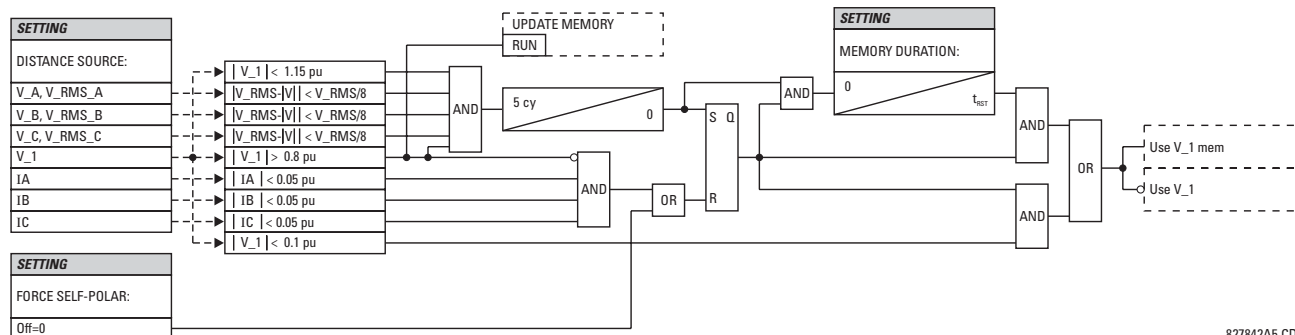 SETTING
DISTANCE SOURCE:
V_A, V_RMS_A
V_B, V_RMS_B
V_C, V_RMS_C
V_1
IA
IB
IC
SETTING
FORCE SELF-POLAR:
Off=0
| V_1 | < 1.15 pu
|V_RMS-|V|| < V_RMS/8
|V_RMS-|V|| < V_RMS/8
|V_RMS-|V|| < V_RMS/8
| V_1 | > 0.8 pu
| IA | < 0.05 pu
| IB | < 0.05 pu
| IC | < 0.05 pu
| V_1 | < 0.1 pu
AND
UPDATE MEMORY
RUN
5 cy
0
AND
OR
S Q
R
AND
SETTING
MEMORY DURATION:
0
tRST
AND
AND
OR
Use V_1 mem
Use V_1
827842A5.CD